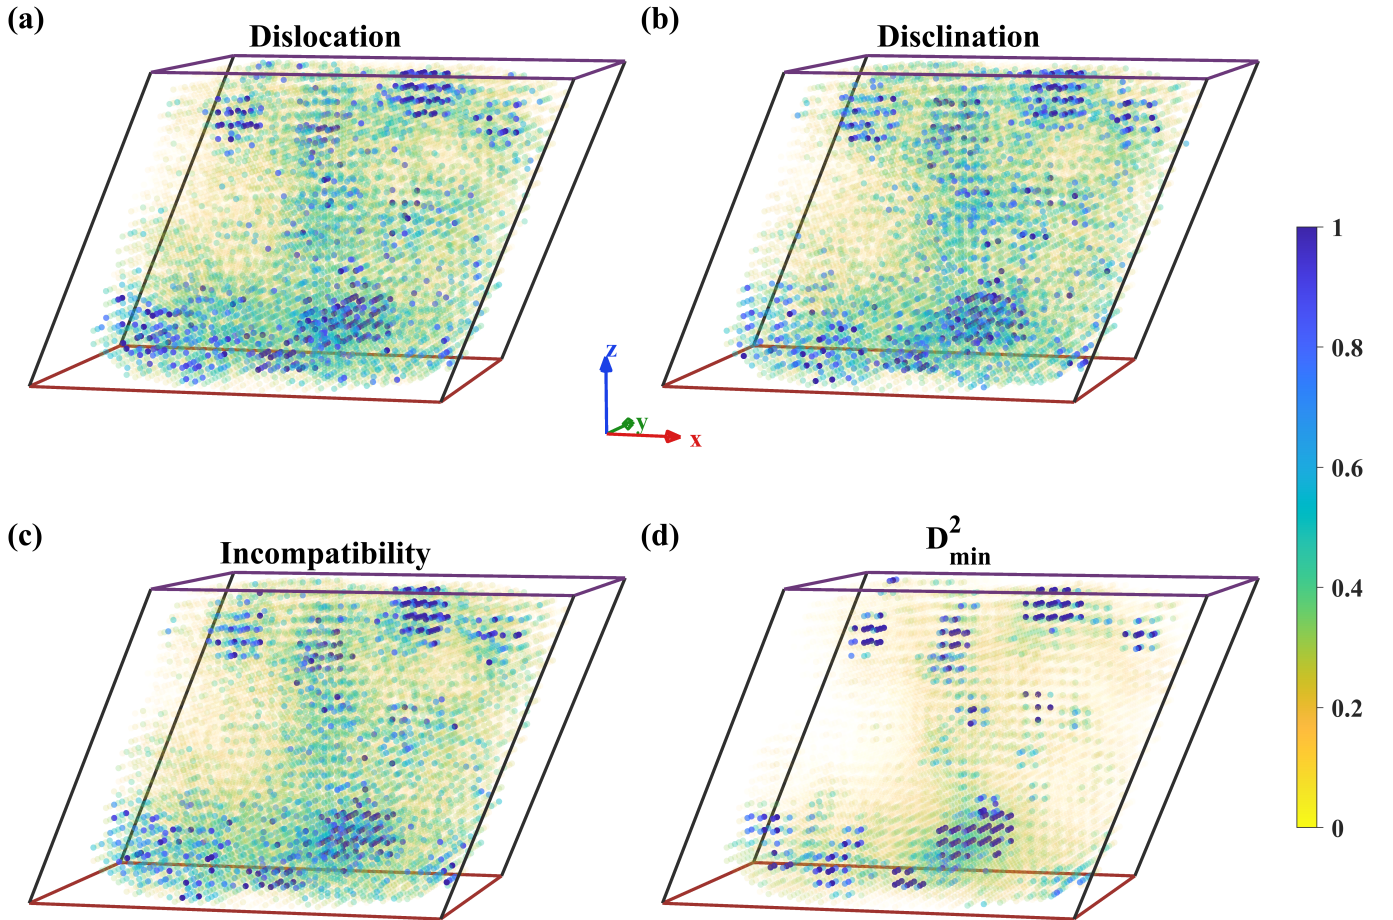 (a)
Dislocation
(b)
Disclination
z
y
x
(c)
Incompatibility
(d)
D²min
1
0.8
0.6
0.4
0.2
0